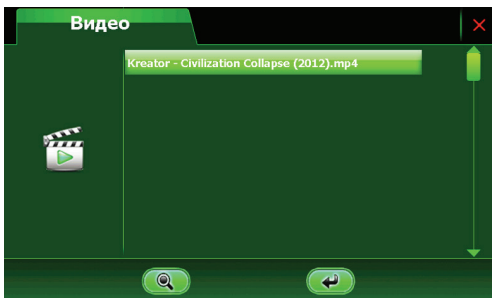 Видео
Kreator - Civilization Collapse (2012).mp4